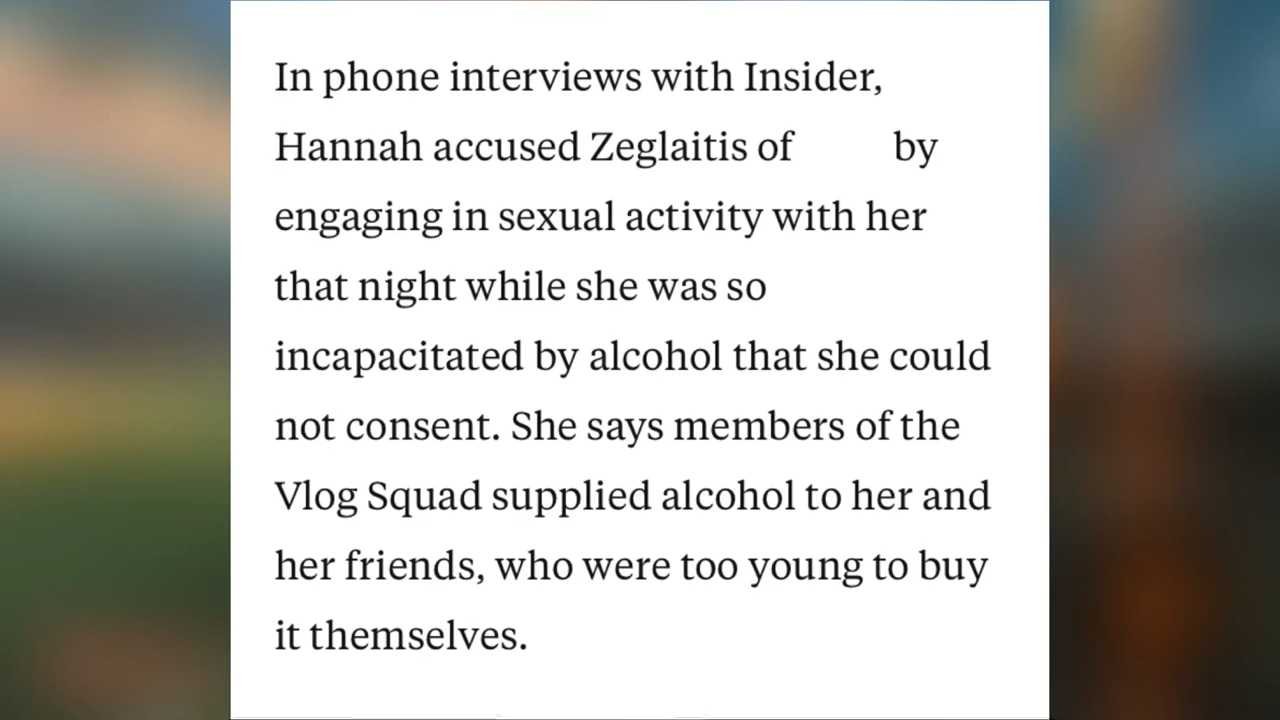 In phone interviews with Insider,
Hannah accused Zeglaitis of by
engaging in sexual activity with her
that night while she was so
incapacitated by alcohol that she could
not consent. She says members of the
Vlog Squad supplied alcohol to her and
her friends, who were too young to buy
it themselves.